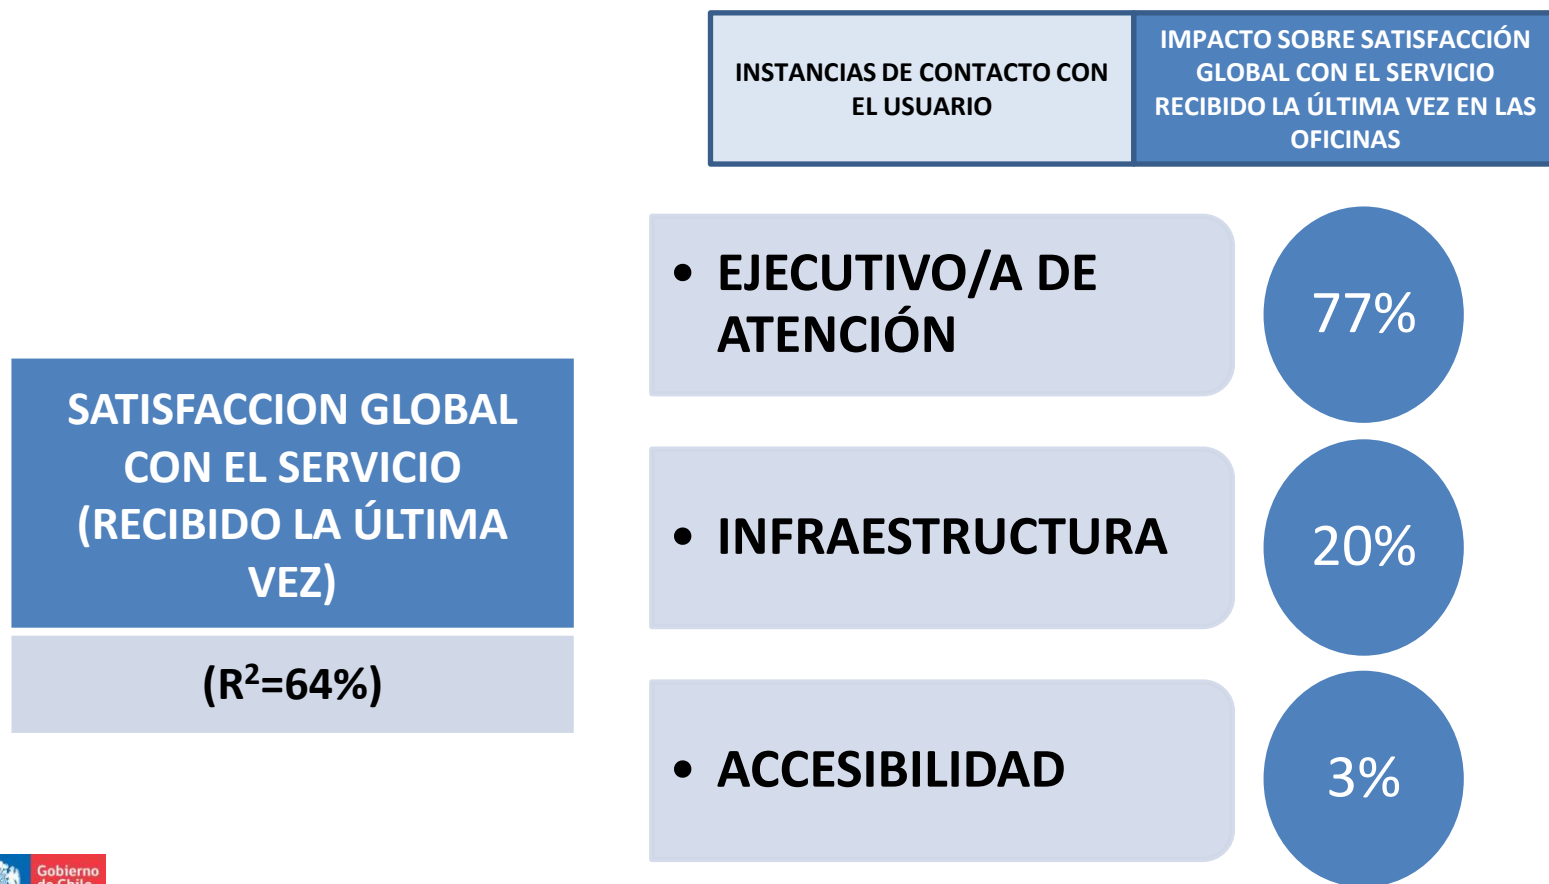 INSTANCIAS DE CONTACTO CON
EL USUARIO
IMPACTO SOBRE SATISFACCIÓN
GLOBAL CON EL SERVICIO
RECIBIDO LA ÚLTIMA VEZ EN LAS
OFICINAS
SATISFACCION GLOBAL
CON EL SERVICIO
(RECIBIDO LA ÚLTIMA
VEZ)
(R²=64%)
• EJECUTIVO/A DE
ATENCIÓN
77%
• INFRAESTRUCTURA
20%
• ACCESIBILIDAD
3%
Gobierno
de Chile